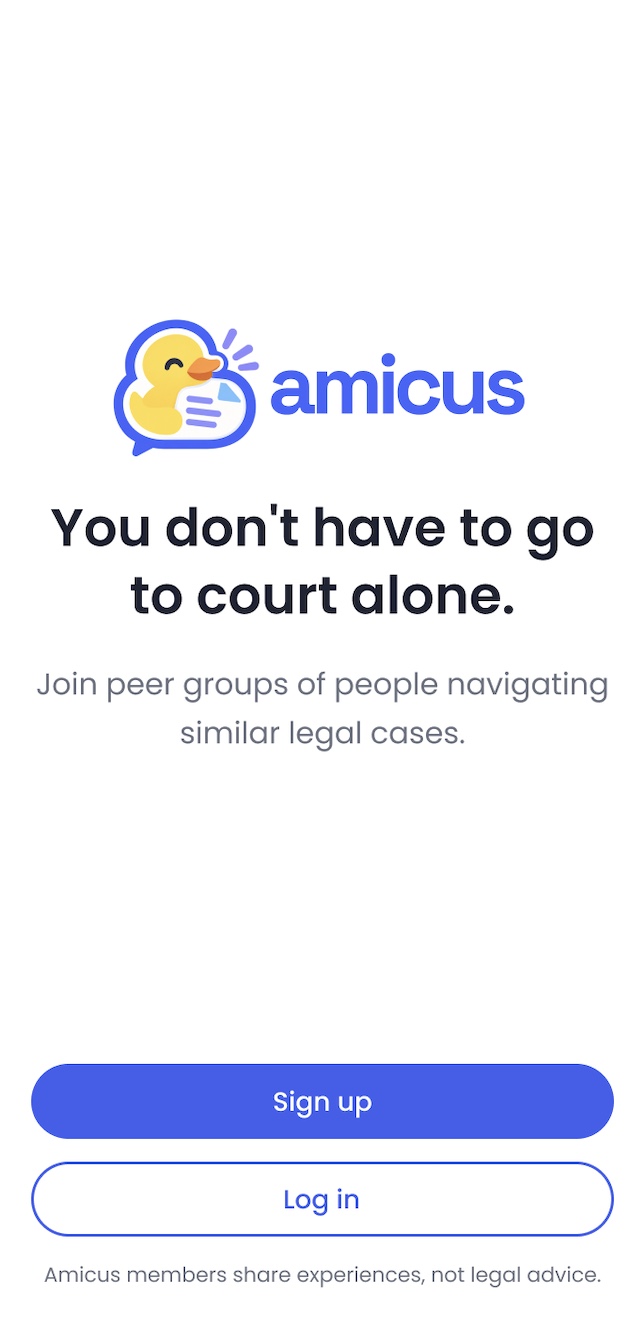 amicus
You don't have to go
to court alone.
Join peer groups of people navigating
similar legal cases.
Sign up
Log in
Amicus members share experiences, not legal advice.